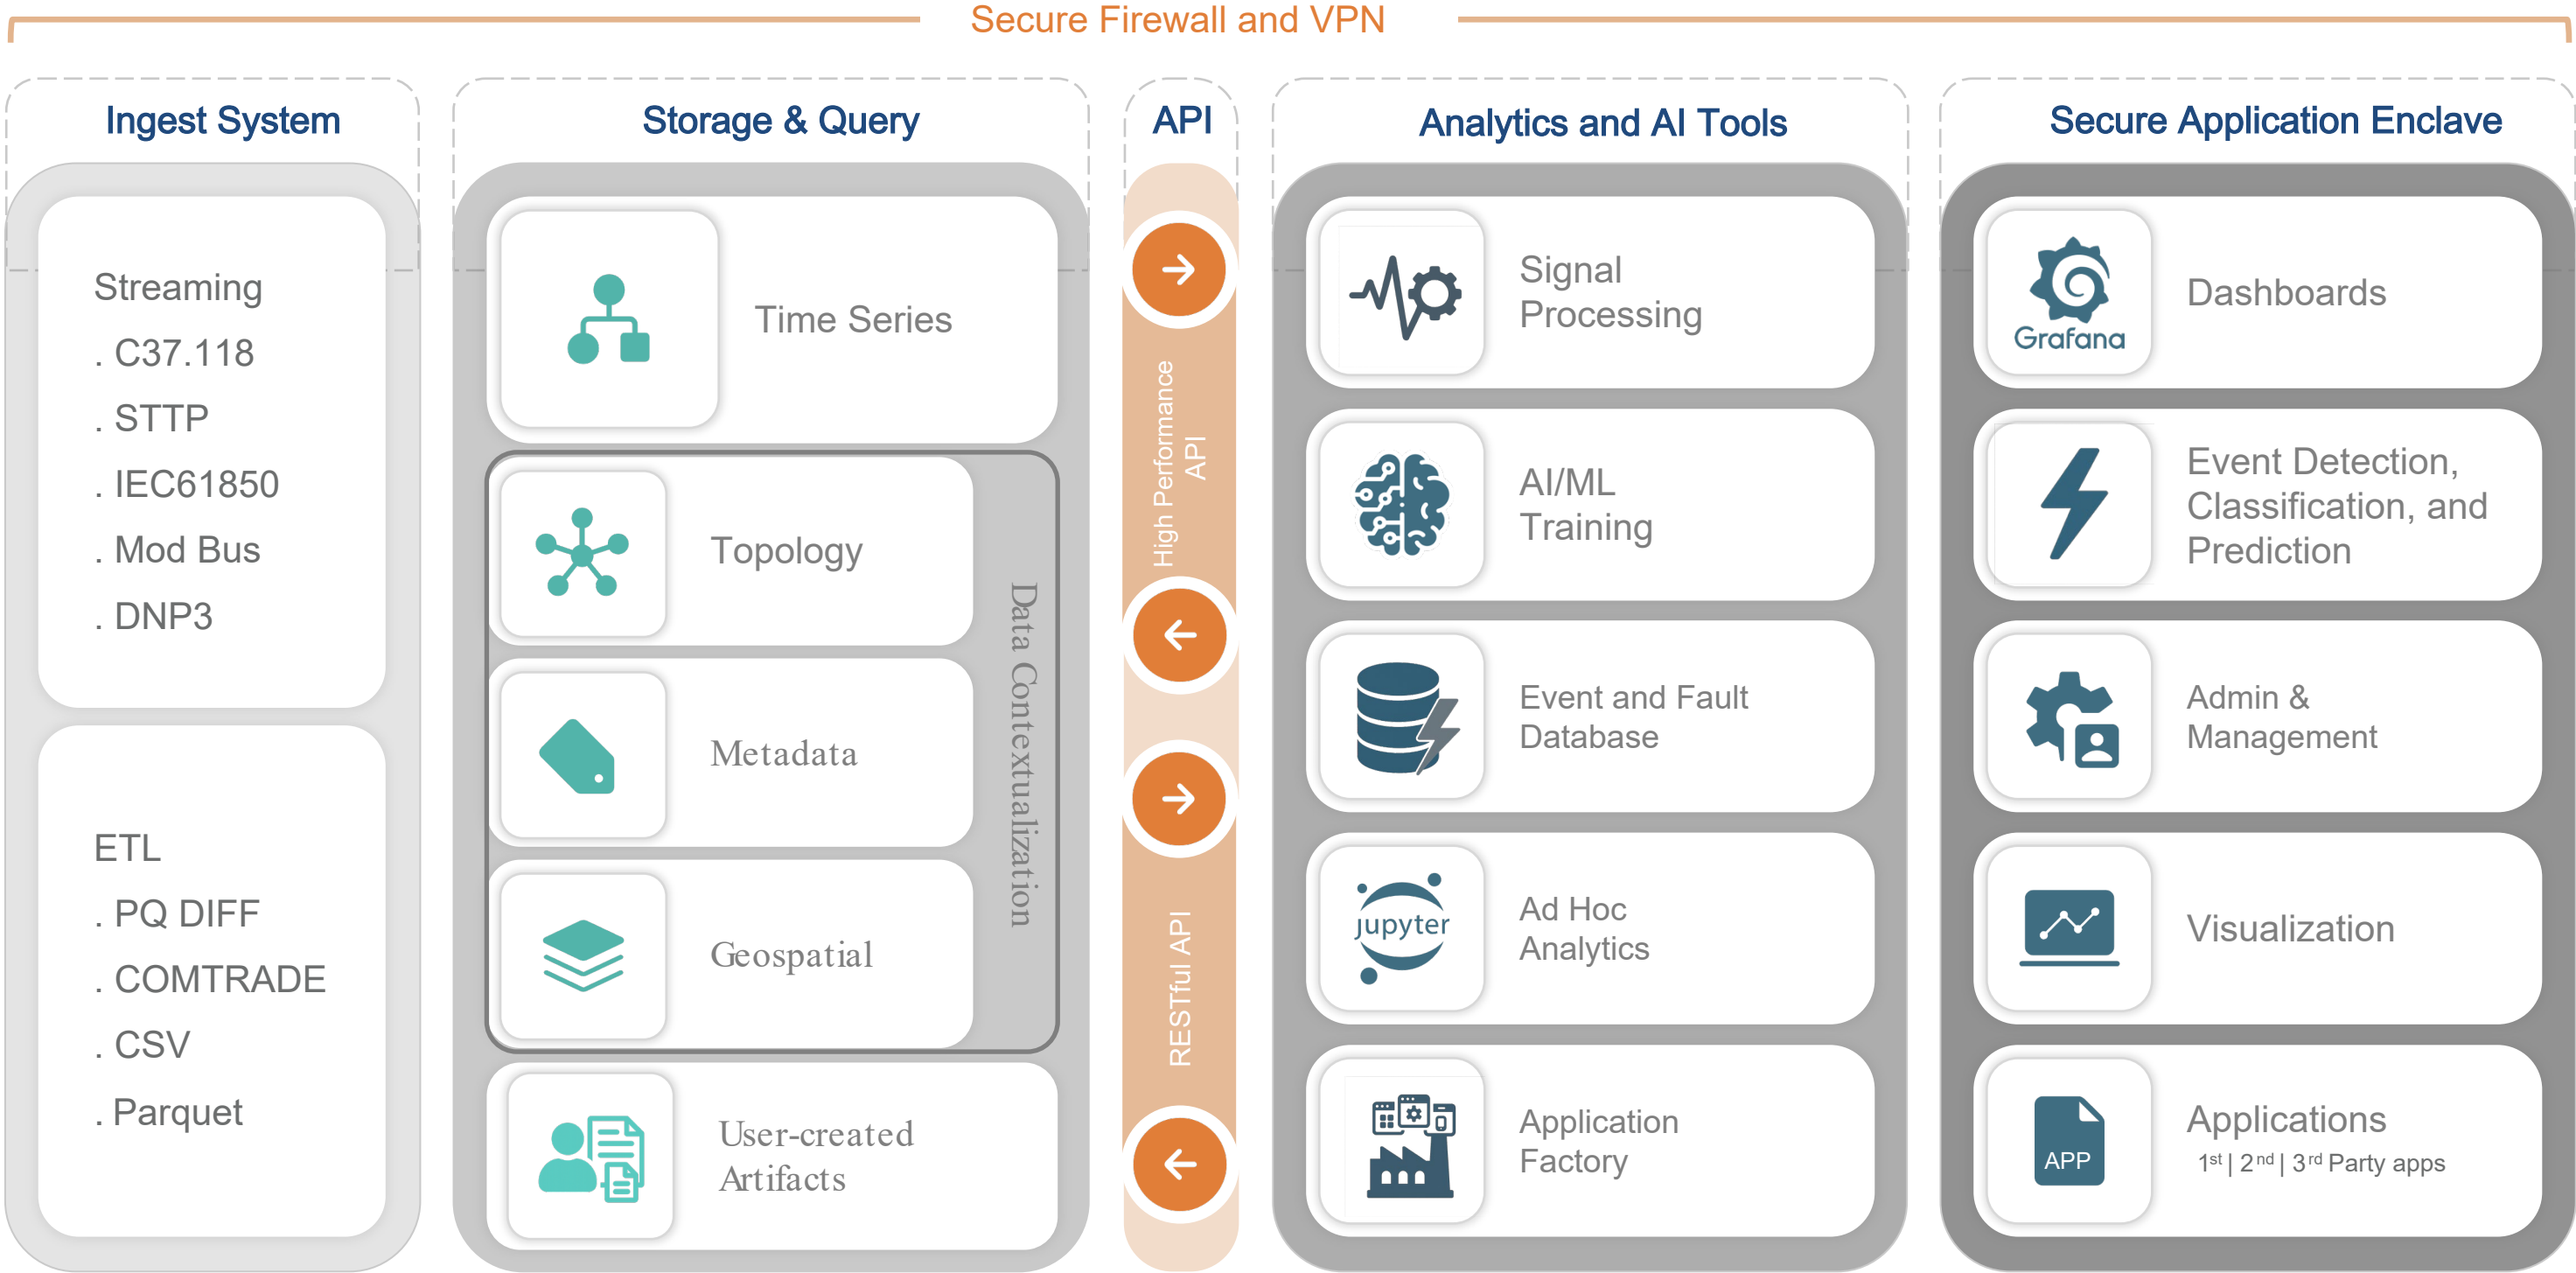 Secure Firewall and VPN
Ingest System
Streaming
. C37.118
. STTP
. IEC61850
. Mod Bus
. DNP3
ETL
. PQ DIFF
. COMTRADE
. CSV
. Parquet
Storage & Query
Time Series
Topology
Metadata
Geospatial
Data Contextualization
User-created
Artifacts
API
High Performance
API
RESTful API
Analytics and AI Tools
Signal
Processing
AI/ML
Training
Event and Fault
Database
jupyter
Ad Hoc
Analytics
Application
Factory
Secure Application Enclave
Grafana
Dashboards
Event Detection,
Classification, and
Prediction
Admin &
Management
Visualization
APP
Applications
1st | 2nd | 3rd Party apps